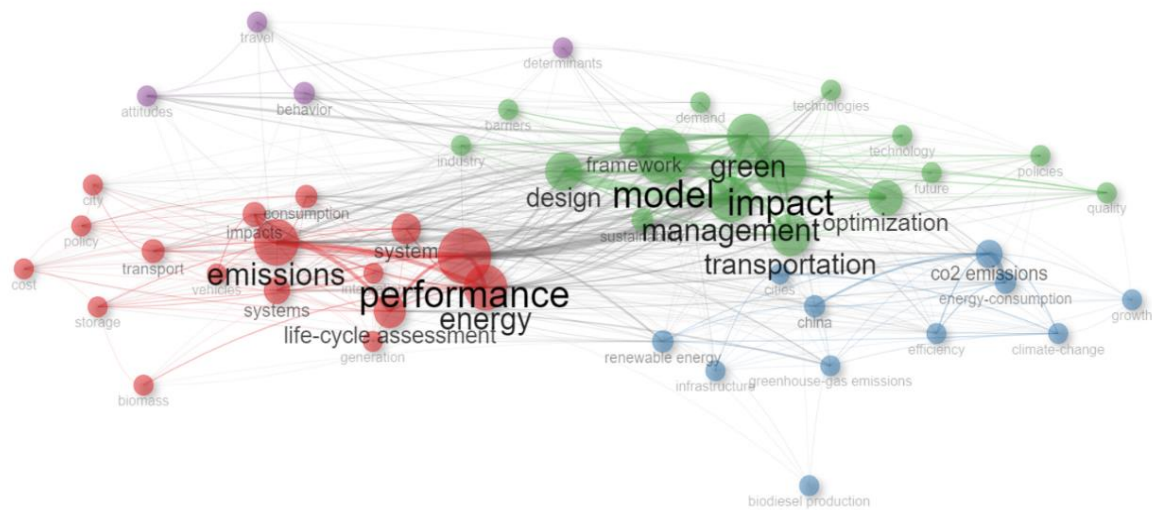 travel
determinants
attitudes
behavior
technologies
demand
barriers
technology
industry
policies
framework
green
future
city
design
model
impact
quality
consumption
optimization
impacts
management
policy
system
transportation
transport
emissions
co2 emissions
cost
vehicles
cities
performance
energy-consumption
systems
energy
china
growth
storage
life-cycle assessment
generation
renewable energy
efficiency
climate-change
infrastructure
greenhouse-gas emissions
biomass
biodiesel production